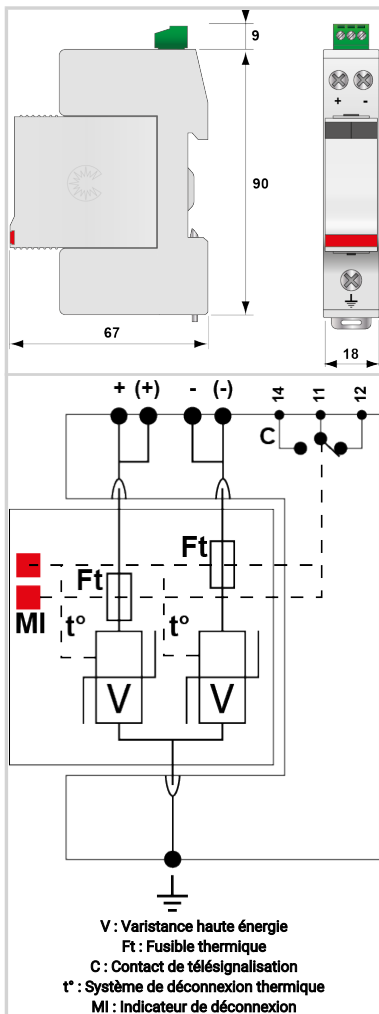 9
+ -
90
67
18
+ (+) - (-) 14 11 12
C
Ft
Ft
MI t° t°
V V
V : Varistance haute énergie
Ft : Fusible thermique
C : Contact de télésignalisation
t° : Système de déconnexion thermique
MI : Indicateur de déconnexion